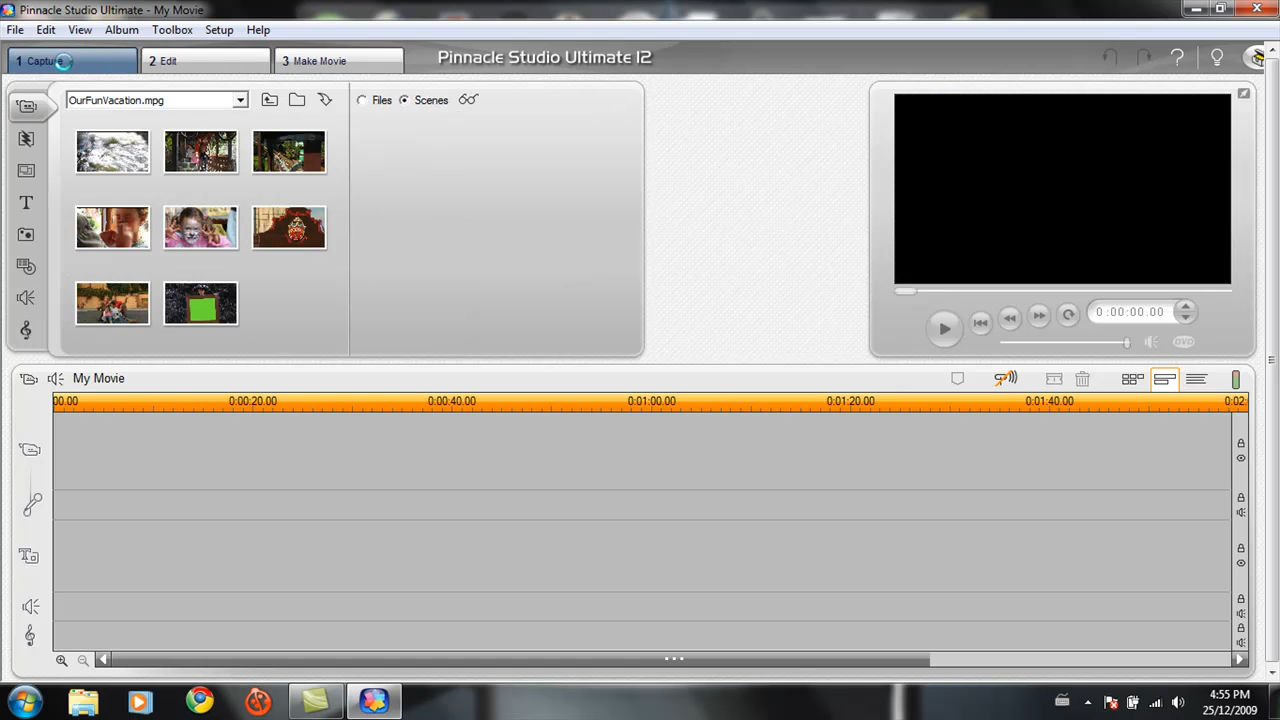 Pinnacle Studio Ultimate - My Movie
File Edit View Album Toolbox Setup Help
1 Capture 2 Edit 3 Make Movie Pinnacle Studio Ultimate 12
OurFunVacation.mpg Files Scenes
0:00:00.00
DVD
My Movie
00.00 0:00:20.00 0:00:40.00 0:01:00.00 0:01:20.00 0:01:40.00 0:02:
4:55 PM
25/12/2009